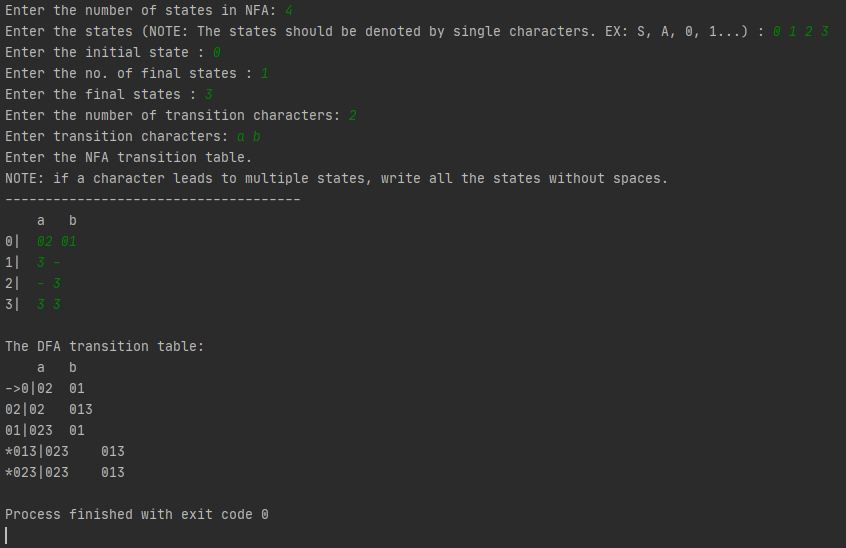 Enter the number of states in NFA: 4
Enter the states (NOTE: The states should be denoted by single characters. EX: S, A, 0, 1...) : 0 1 2 3
Enter the initial state : 0
Enter the no. of final states : 1
Enter the final states : 3
Enter the number of transition characters: 2
Enter transition characters: a b
Enter the NFA transition table.
NOTE: if a character leads to multiple states, write all the states without spaces.
-------------------------------------
    a   b
0|  02 01
1|  3 -
2|  - 3
3|  3 3

The DFA transition table:
    a   b
->0|02  01
02|02   013
01|023  01
*013|023    013
*023|023    013

Process finished with exit code 0